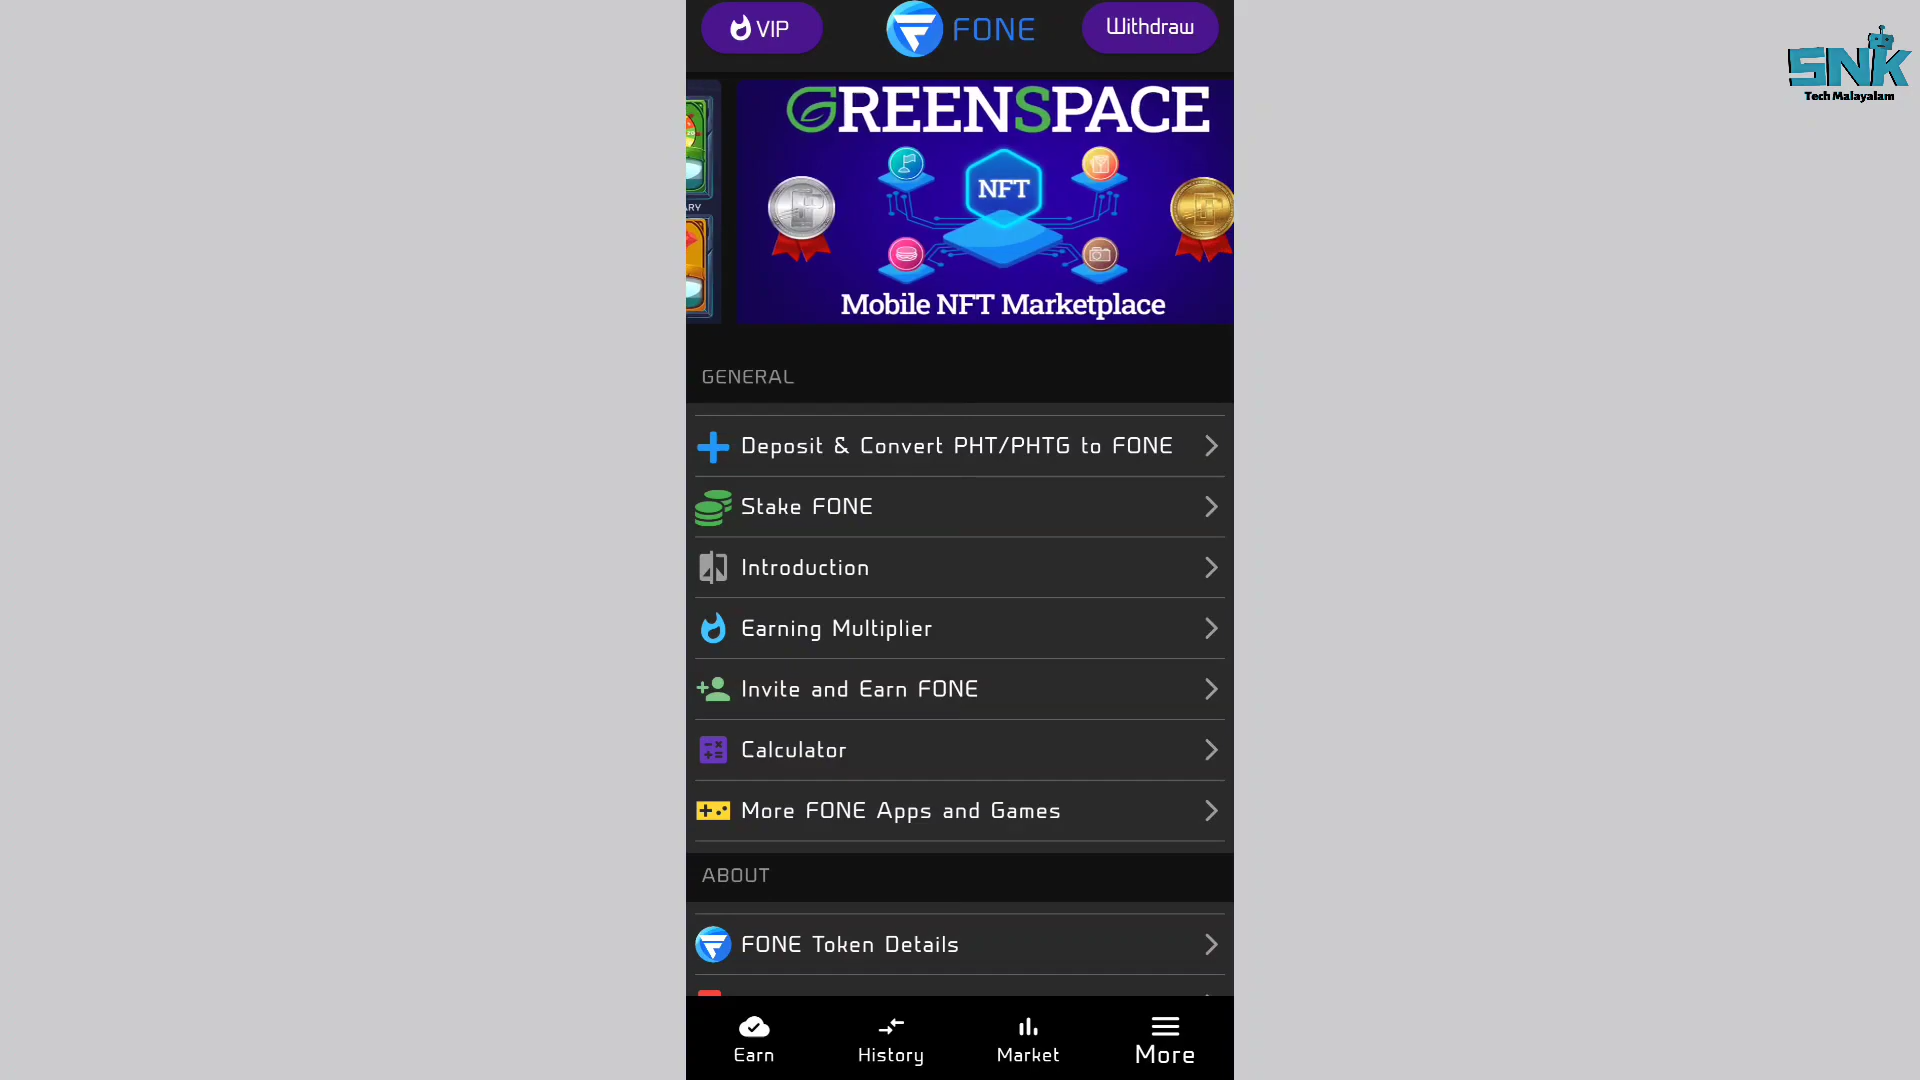 VIP
FONE
Withdraw
SNK
Tech Malayalam
GREENSPACE
NFT
Mobile NFT Marketplace
GENERAL
Deposit & Convert PHT/PHTG to FONE
Stake FONE
Introduction
Earning Multiplier
Invite and Earn FONE
Calculator
More FONE Apps and Games
ABOUT
FONE Token Details
Earn
History
Market
More